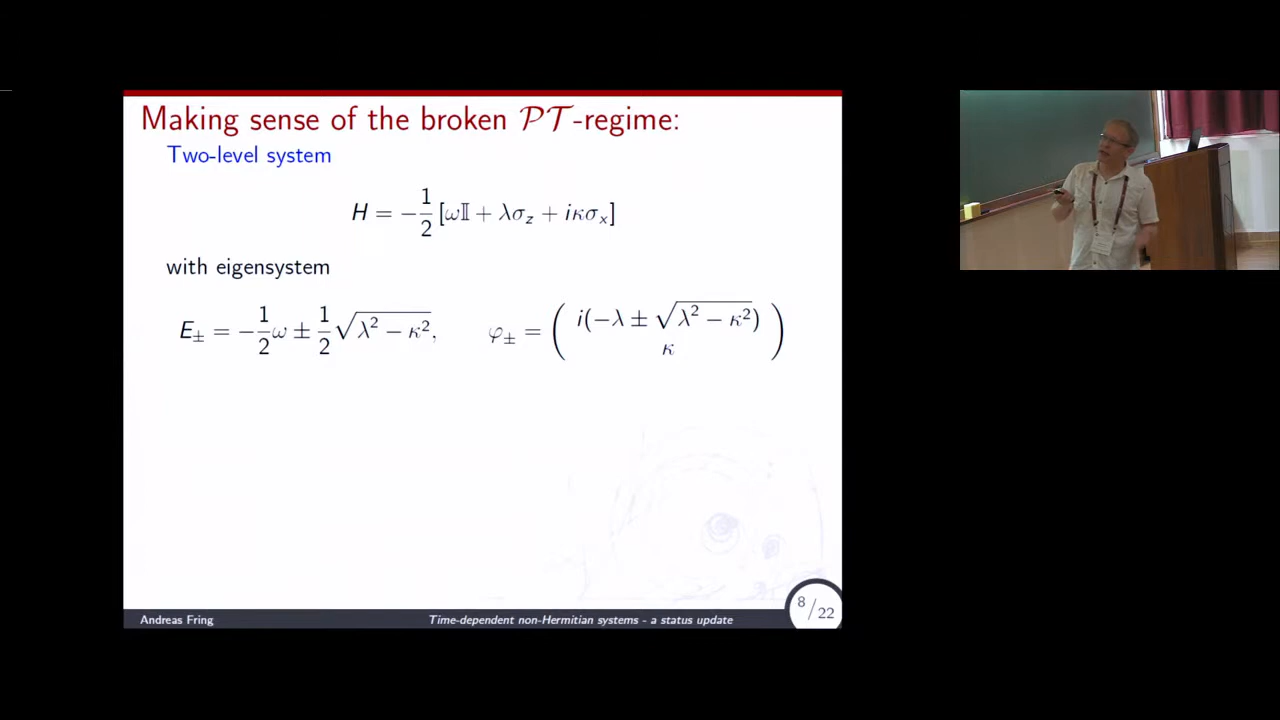 Making sense of the broken 𝒫𝒯-regime:
Two-level system
H = −1/2 [ω𝕀 + λσ_z + iκσ_x]
with eigensystem
E_± = −1/2 ω ± 1/2 √(λ² − κ²), φ_± = ( i(−λ ± √(λ² − κ²)) κ )
8/22
Andreas Fring Time-dependent non-Hermitian systems - a status update